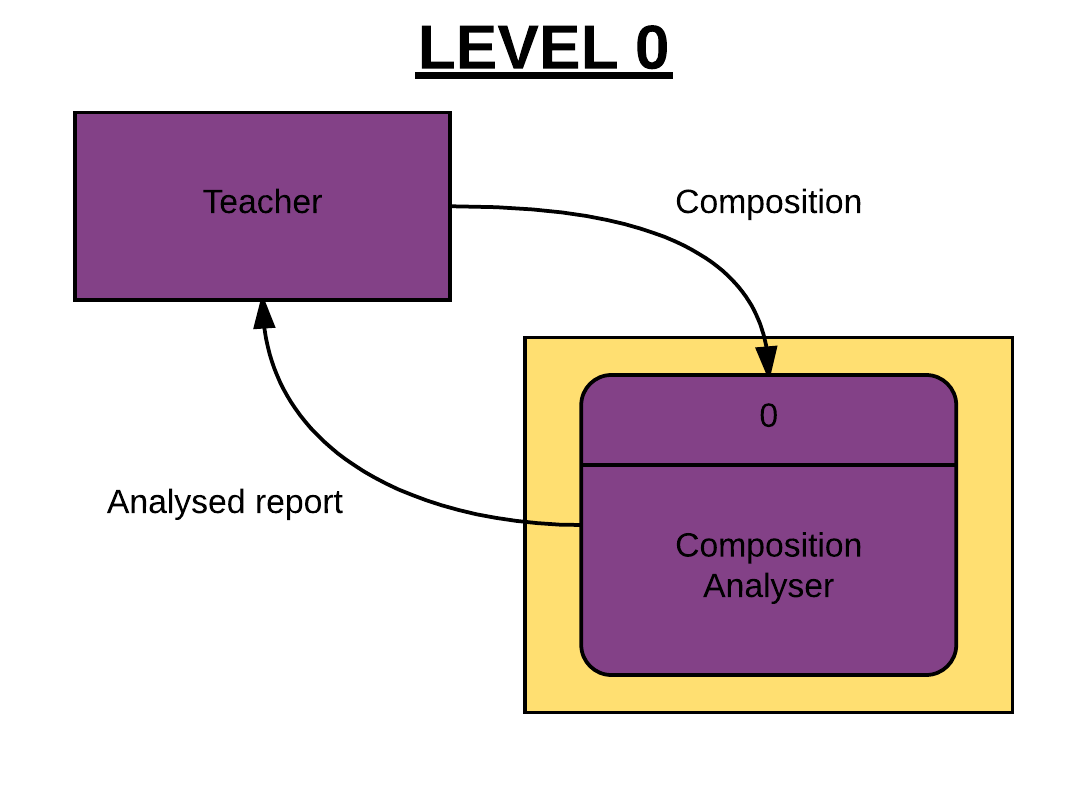 LEVEL 0
Teacher
Composition
0
Analysed report
Composition
Analyser